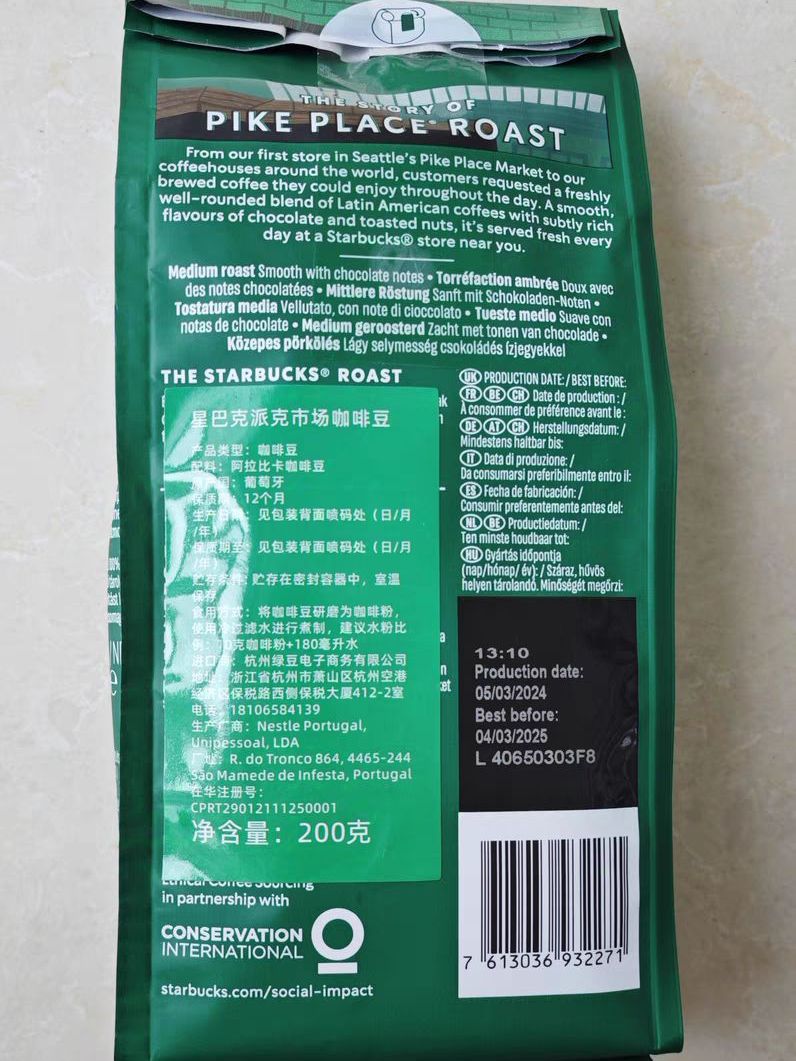 THE STORY OF
PIKE PLACE® ROAST
From our first store in Seattle's Pike Place Market to our
coffeehouses around the world, customers requested a freshly
brewed coffee they could enjoy throughout the day. A smooth,
well-rounded blend of Latin American coffees with subtly rich
flavours of chocolate and toasted nuts, it's served fresh every
day at a Starbucks® store near you.
Medium roast Smooth with chocolate notes • Torréfaction ambrée Doux avec
des notes chocolatées • Mittlere Röstung Sanft mit Schokoladen-Noten •
Tostatura media Vellutato, con note di cioccolato • Tueste medio Suave con
notas de chocolate • Medium geroosterd Zacht met tonen van chocolade •
Közepes pörkölés Lágy selymesség csokoládés ízjegyekkel
THE STARBUCKS® ROAST
星巴克派克市场咖啡豆
产品类型：咖啡豆
配料：阿拉比卡咖啡豆
原产国：葡萄牙
保质期：12个月
生产日期：见包装背面喷码处（日/月
/年）
保质期至：见包装背面喷码处（日/月
/年）
贮存条件：贮存在密封容器中，室温
保存
食用方式：将咖啡豆研磨为咖啡粉，
使用冷过滤水进行煮制，建议水粉比
例：10克咖啡粉+180毫升水
进口商：杭州绿豆电子商务有限公司
地址：浙江省杭州市萧山区杭州空港
经济区保税路西侧保税大厦412-2室
电话：18106584139
生产厂商：Nestle Portugal,
Unipessoal, LDA
厂址：R. do Tronco 864, 4465-244
Sao Mamede de Infesta, Portugal
在华注册号：
CPRT29012111250001
净含量：200克
Ethical Coffee Sourcing
in partnership with
CONSERVATION
INTERNATIONAL
starbucks.com/social-impact
UK PRODUCTION DATE: / BEST BEFORE:
FR BE CH Date de production : /
À consommer de préférence avant le :
DE AT CH Herstellungsdatum: /
Mindestens haltbar bis:
IT Data di produzione: /
Da consumarsi preferibilmente entro il:
ES Fecha de fabricación: /
Consumir preferentemente antes del:
NL BE Productiedatum: /
Ten minste houdbaar tot:
HU Gyártás időpontja
(nap/hónap/ év): / Száraz, hűvös
helyen tárolandó. Minőségét megőrzi:
13:10
Production date:
05/03/2024
Best before:
04/03/2025
L 40650303F8
7 613036 932271